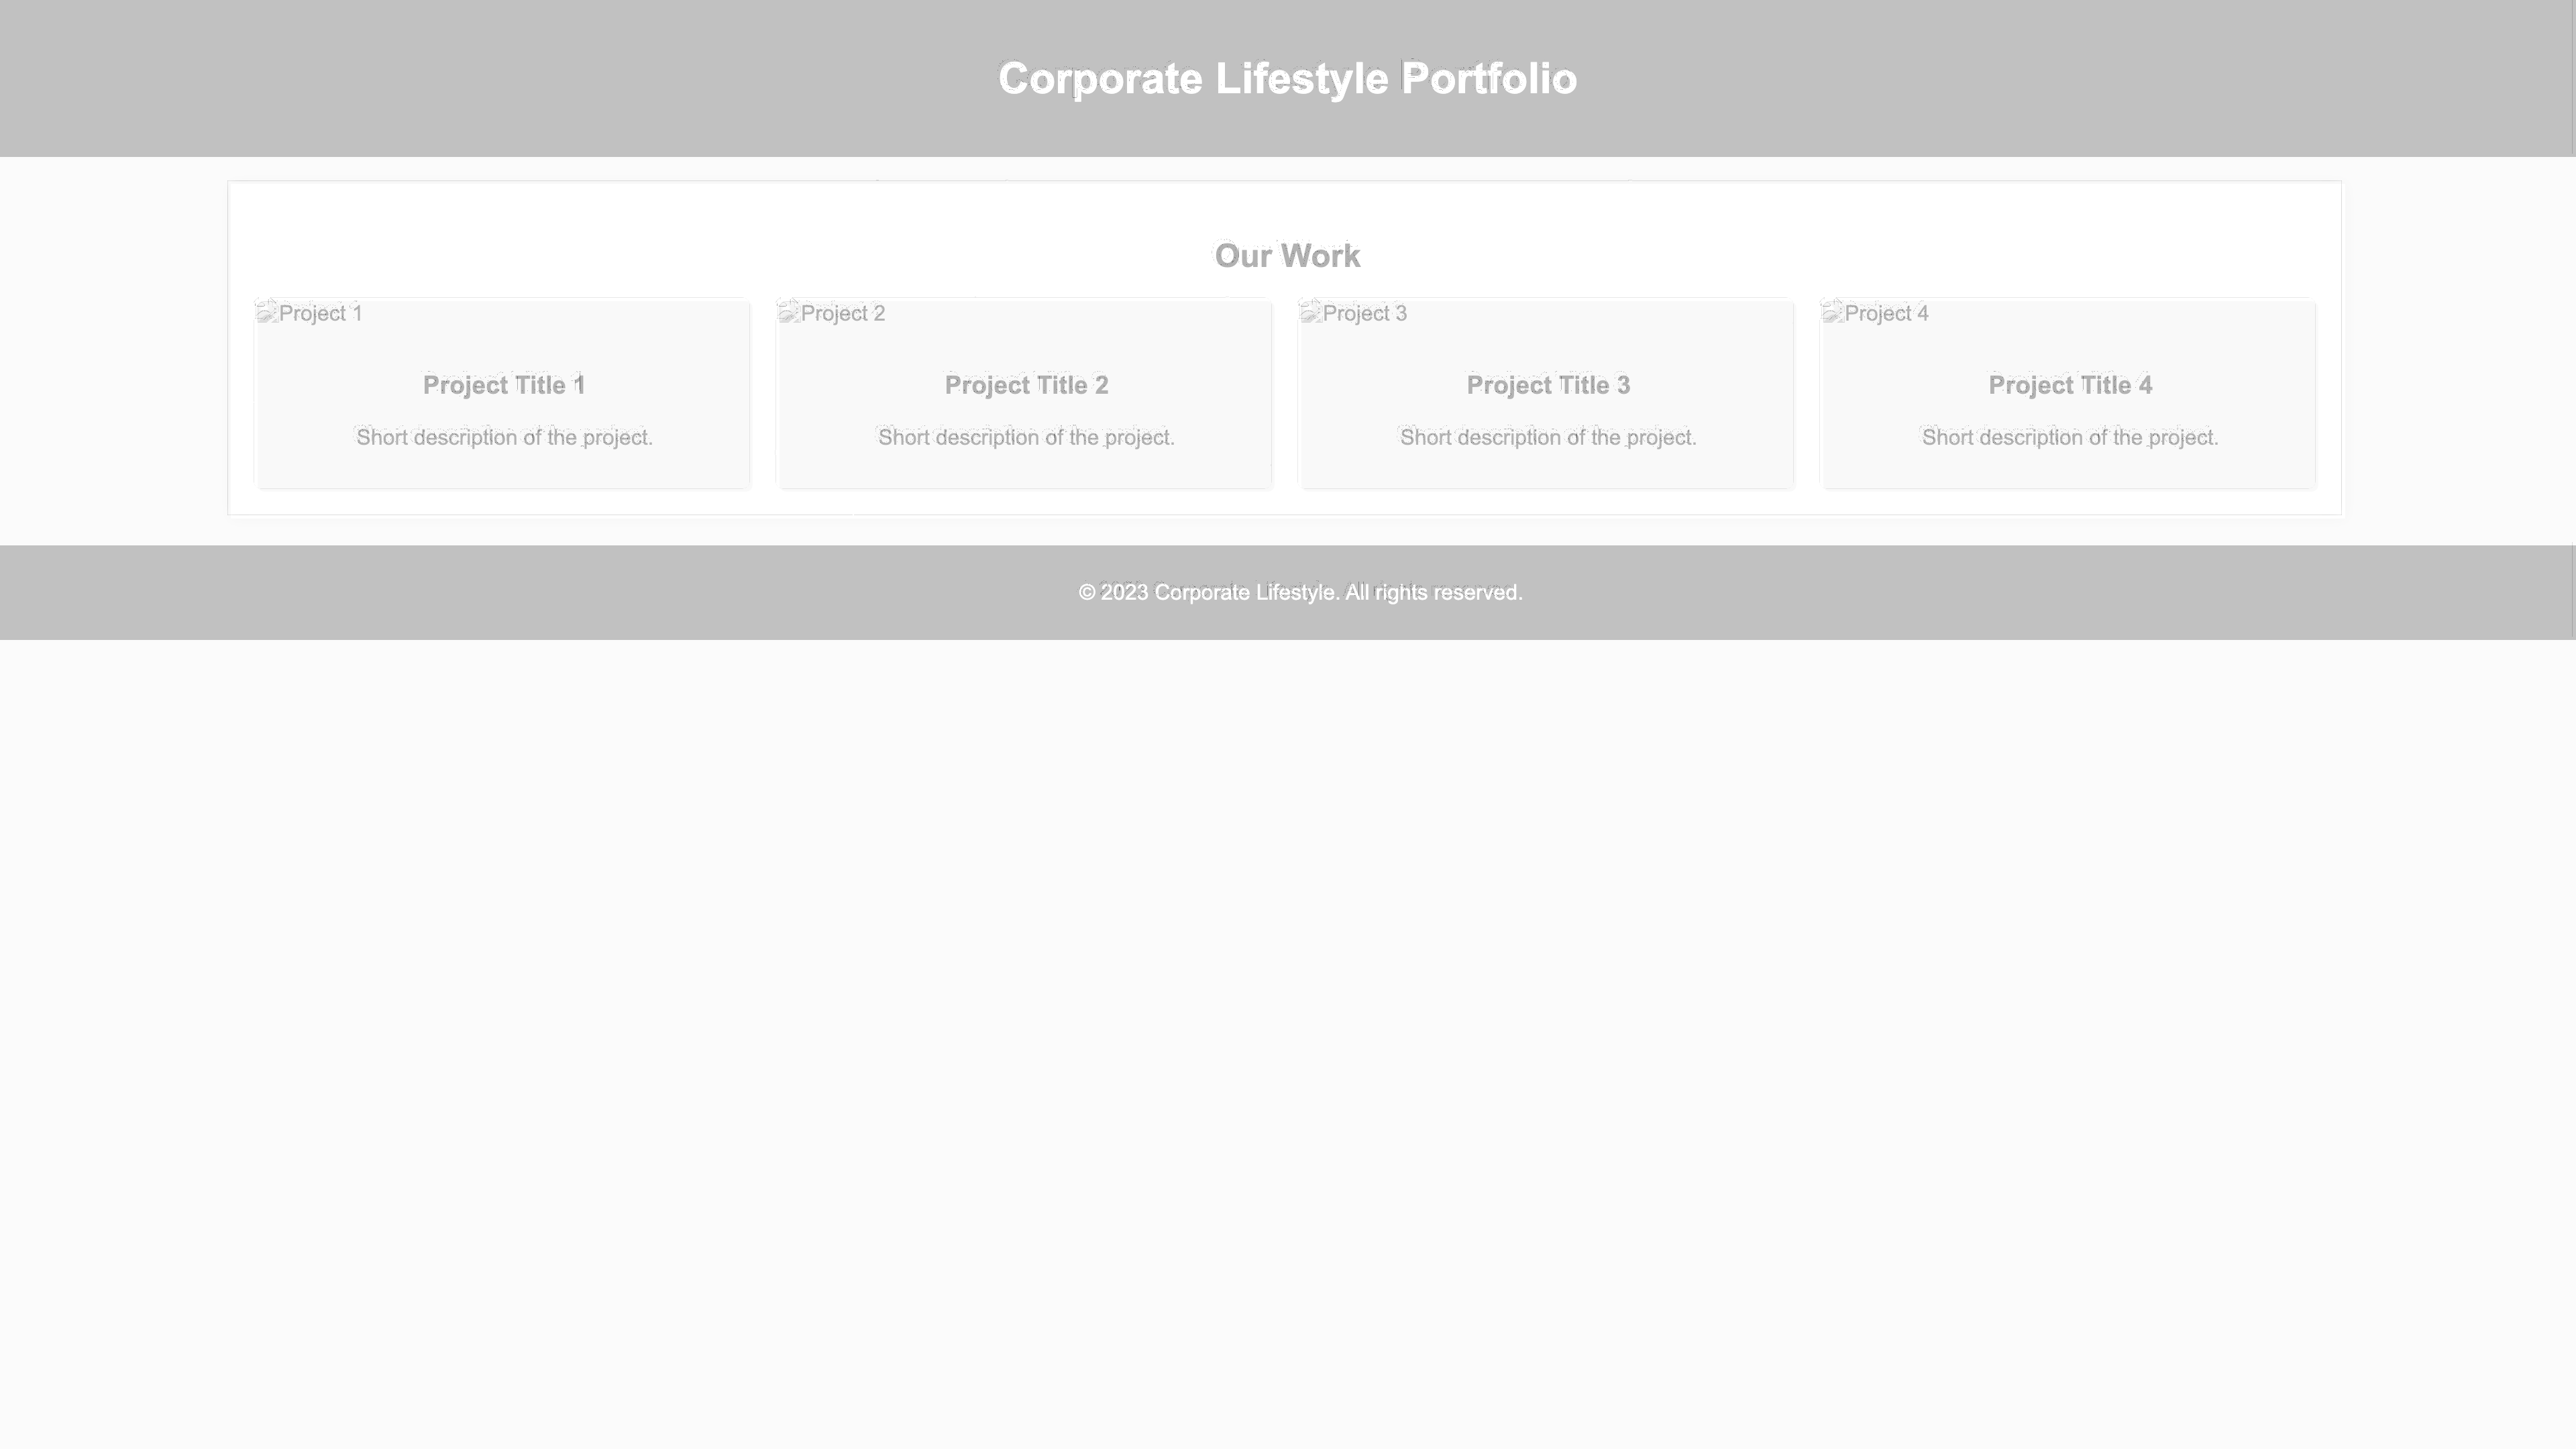 Corporate Lifestyle Portfolio
Our Work
Project 1
Project Title 1
Short description of the project.
Project 2
Project Title 2
Short description of the project.
Project 3
Project Title 3
Short description of the project.
Project 4
Project Title 4
Short description of the project.
© 2023 Corporate Lifestyle. All rights reserved.